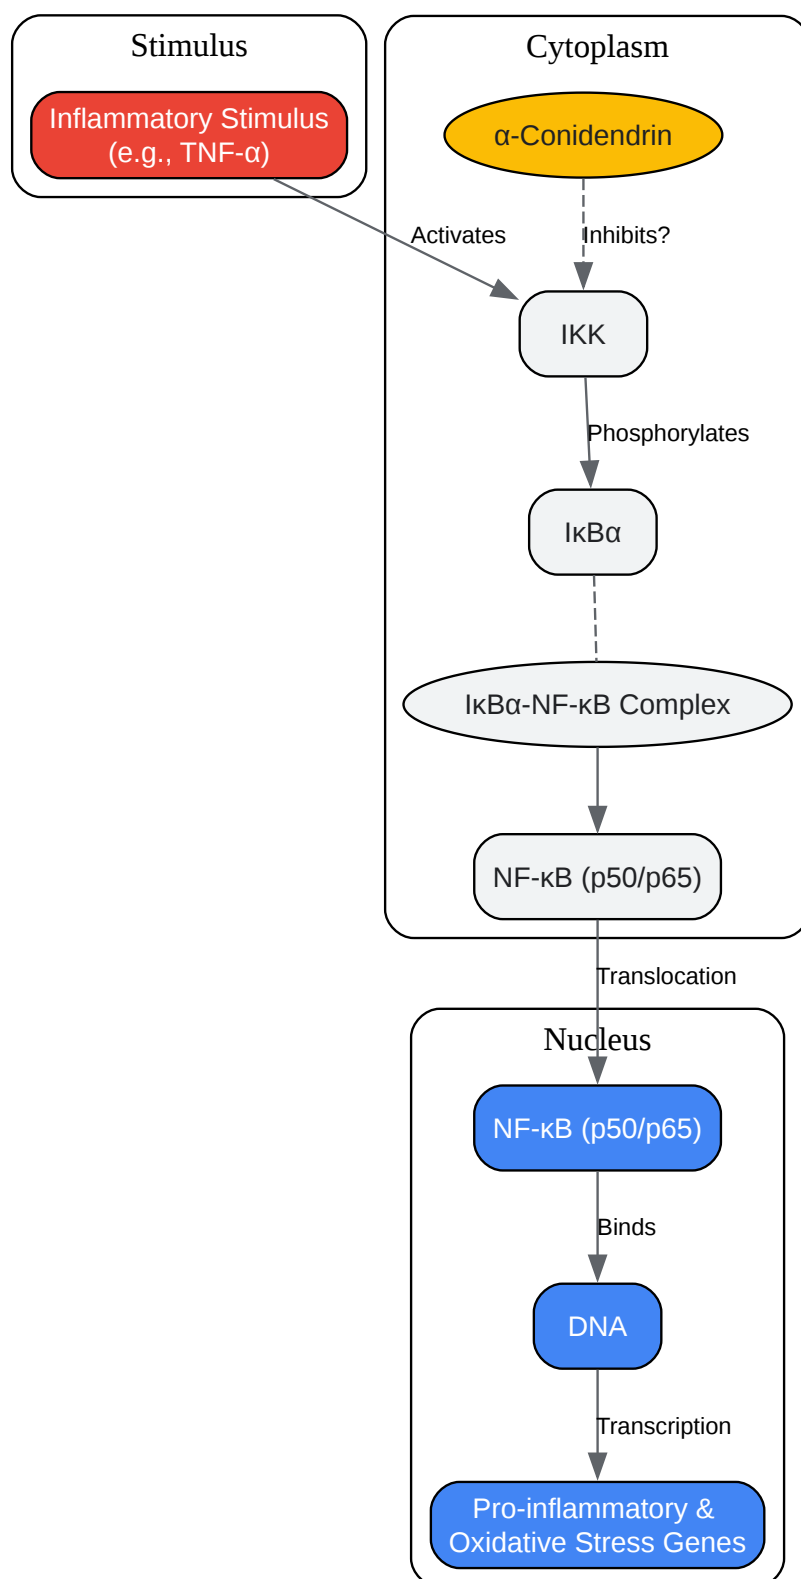 Stimulus
Inflammatory Stimulus
(e.g., TNF-α)
Cytoplasm
α-Conidendrin
Activates
Inhibits?
IKK
Phosphorylates
IκBα
IκBα-NF-κB Complex
NF-κB (p50/p65)
Translocation
Nucleus
NF-κB (p50/p65)
Binds
DNA
Transcription
Pro-inflammatory &
Oxidative Stress Genes